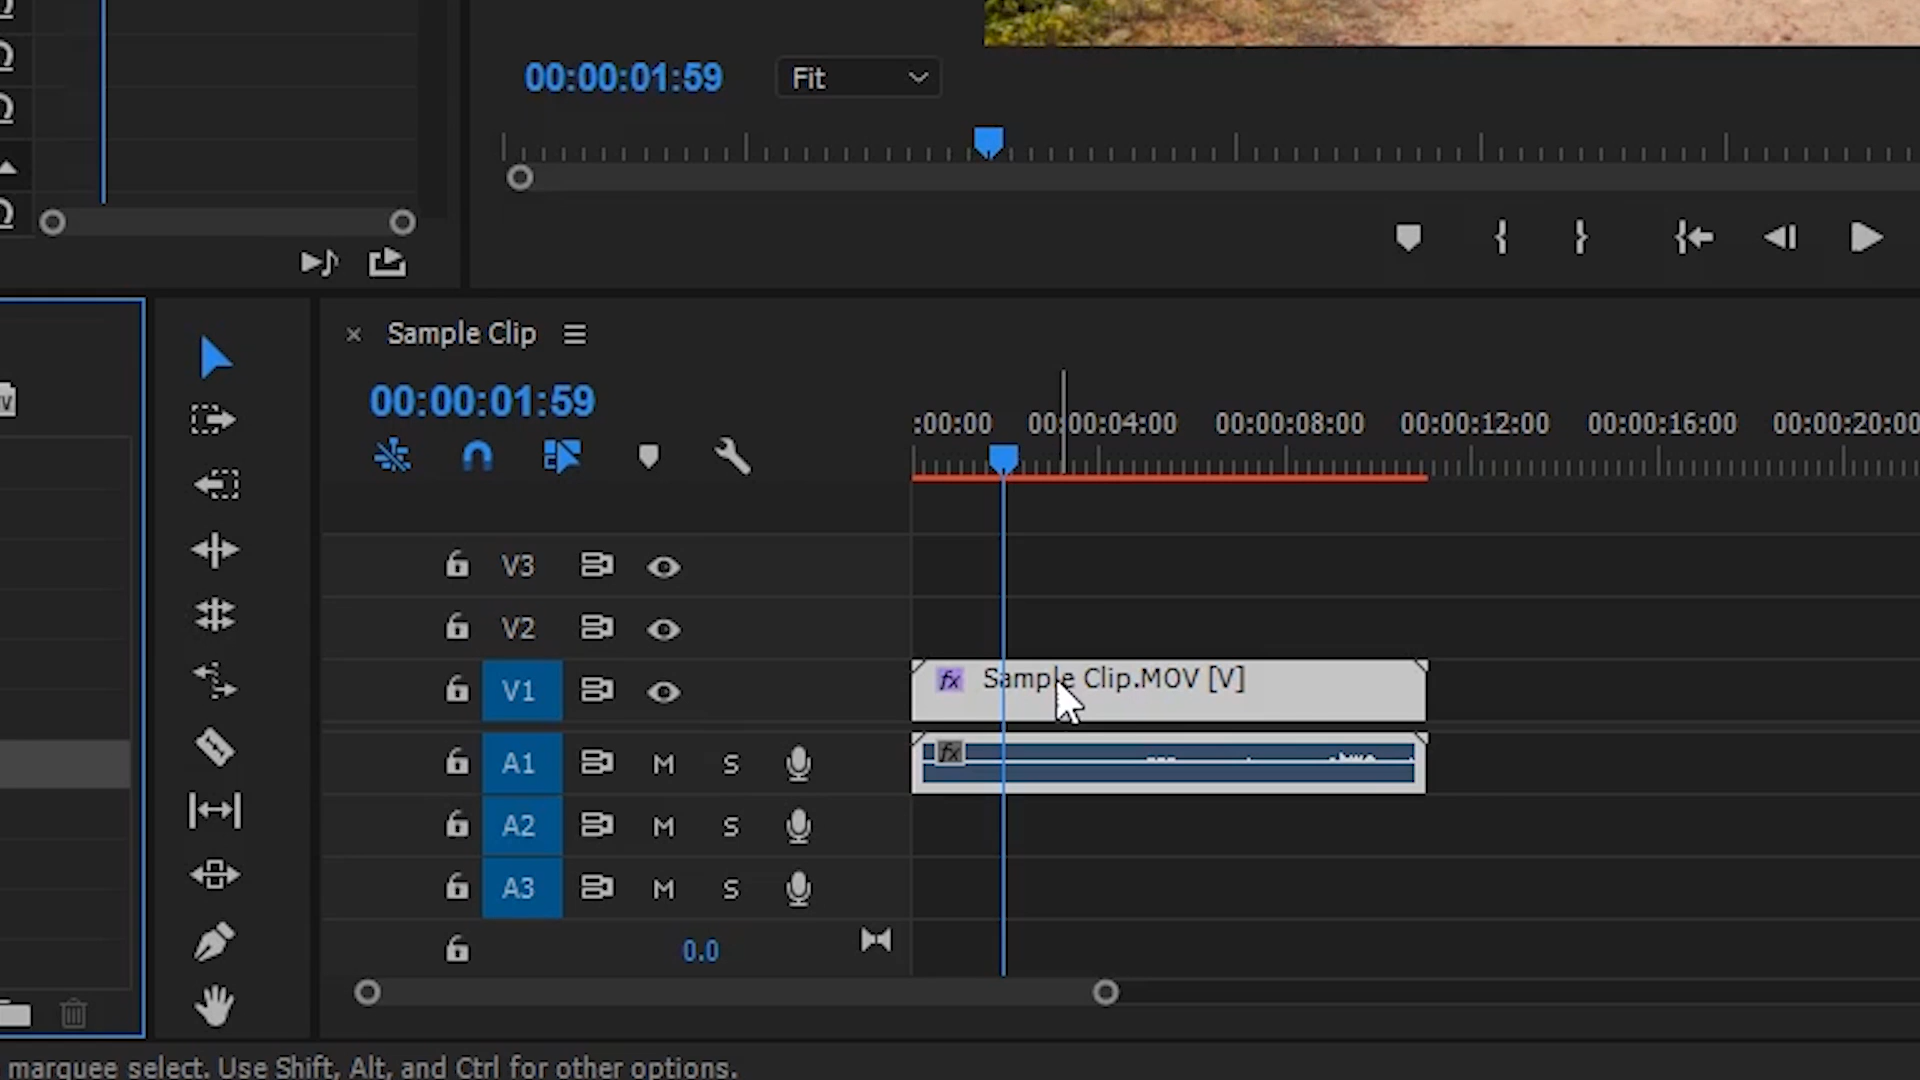 00:00:01:59
Fit
Sample Clip
00:00:01:59
:00:00 00:00:04:00 00:00:08:00 00:00:12:00 00:00:16:00 00:00:20:00
V3
V2
V1
fx Sample Clip.MOV [V]
A1 M S fx
A2 M S
A3 M S
0.0
marquee select. Use Shift, Alt, and Ctrl for other options.